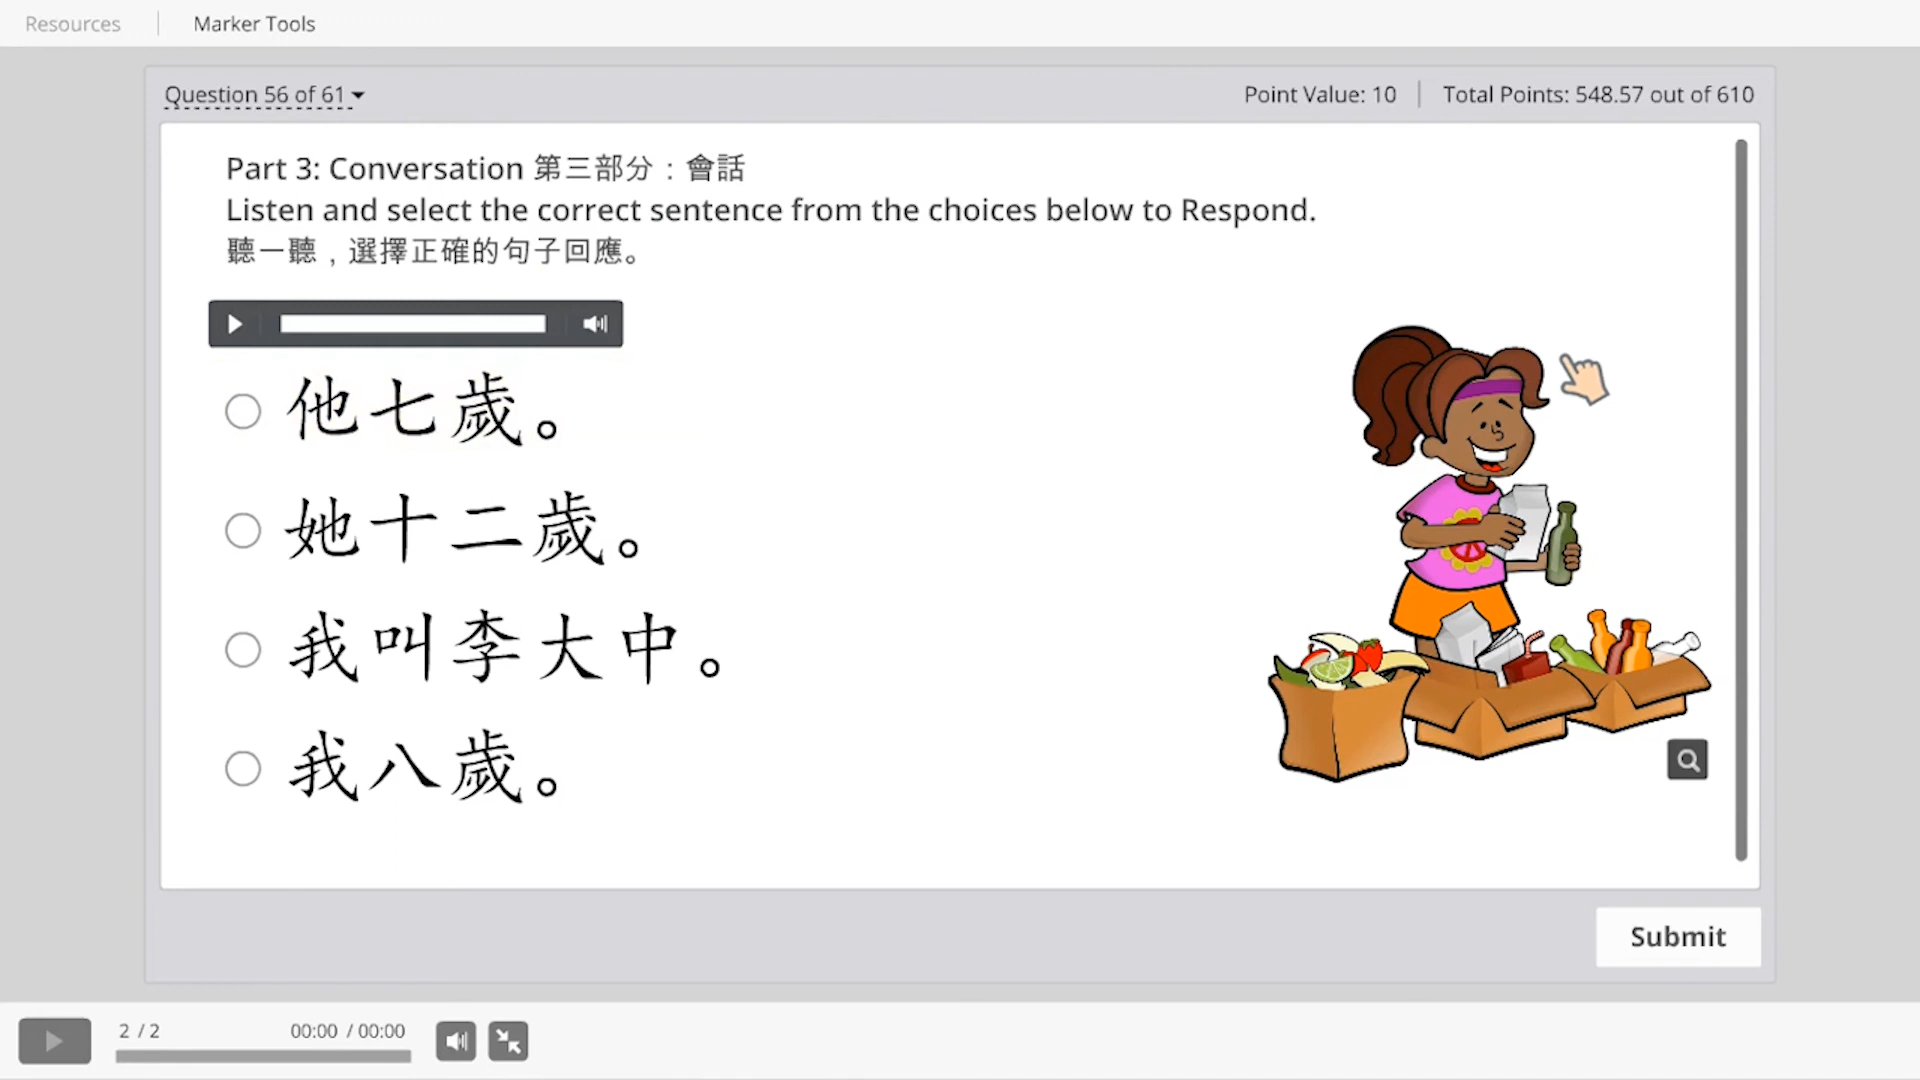 Resources
Marker Tools
Question 56 of 61
Point Value: 10
Total Points: 548.57 out of 610
Part 3: Conversation 第三部分：會話
Listen and select the correct sentence from the choices below to Respond.
聽一聽，選擇正確的句子回應。
他七歲。
她十二歲。
我叫李大中。
我八歲。
Submit
2 / 2
00:00 / 00:00